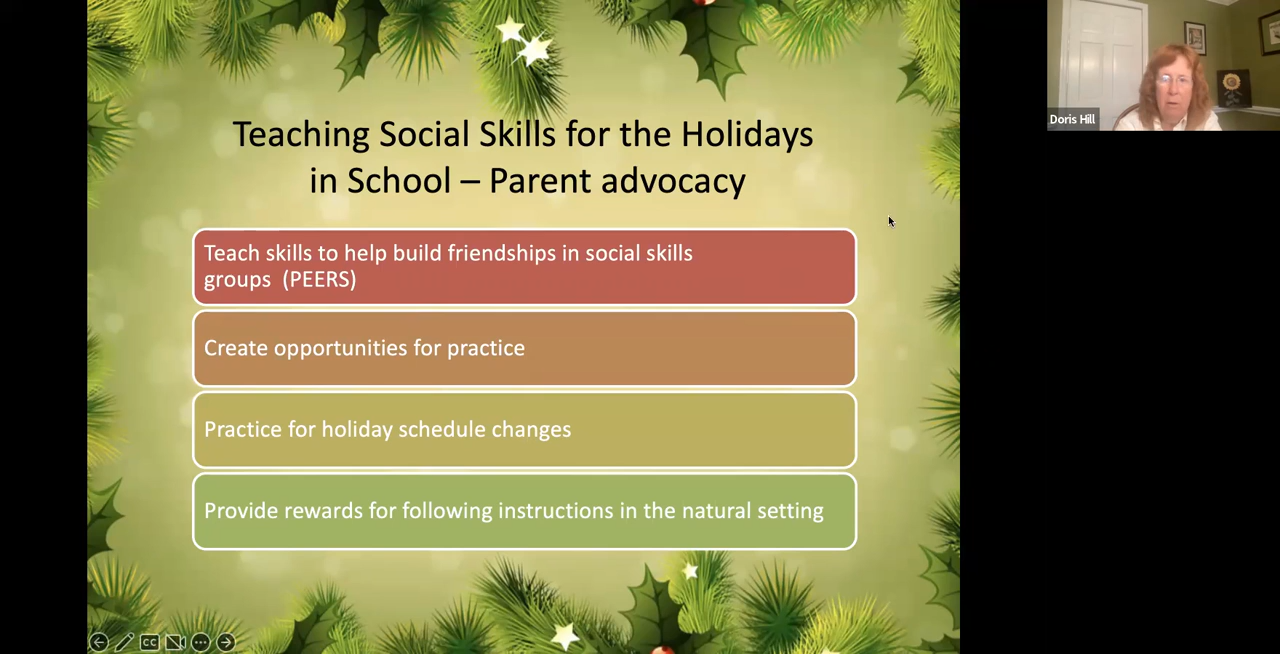 Teaching Social Skills for the Holidays
in School – Parent advocacy
Teach skills to help build friendships in social skills
groups  (PEERS)
Create opportunities for practice
Practice for holiday schedule changes
Provide rewards for following instructions in the natural setting
Doris Hill
CC